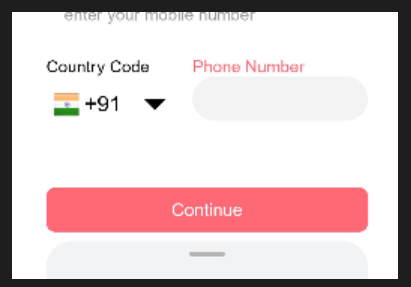 enter your mobile number
Country Code Phone Number
+91
Continue